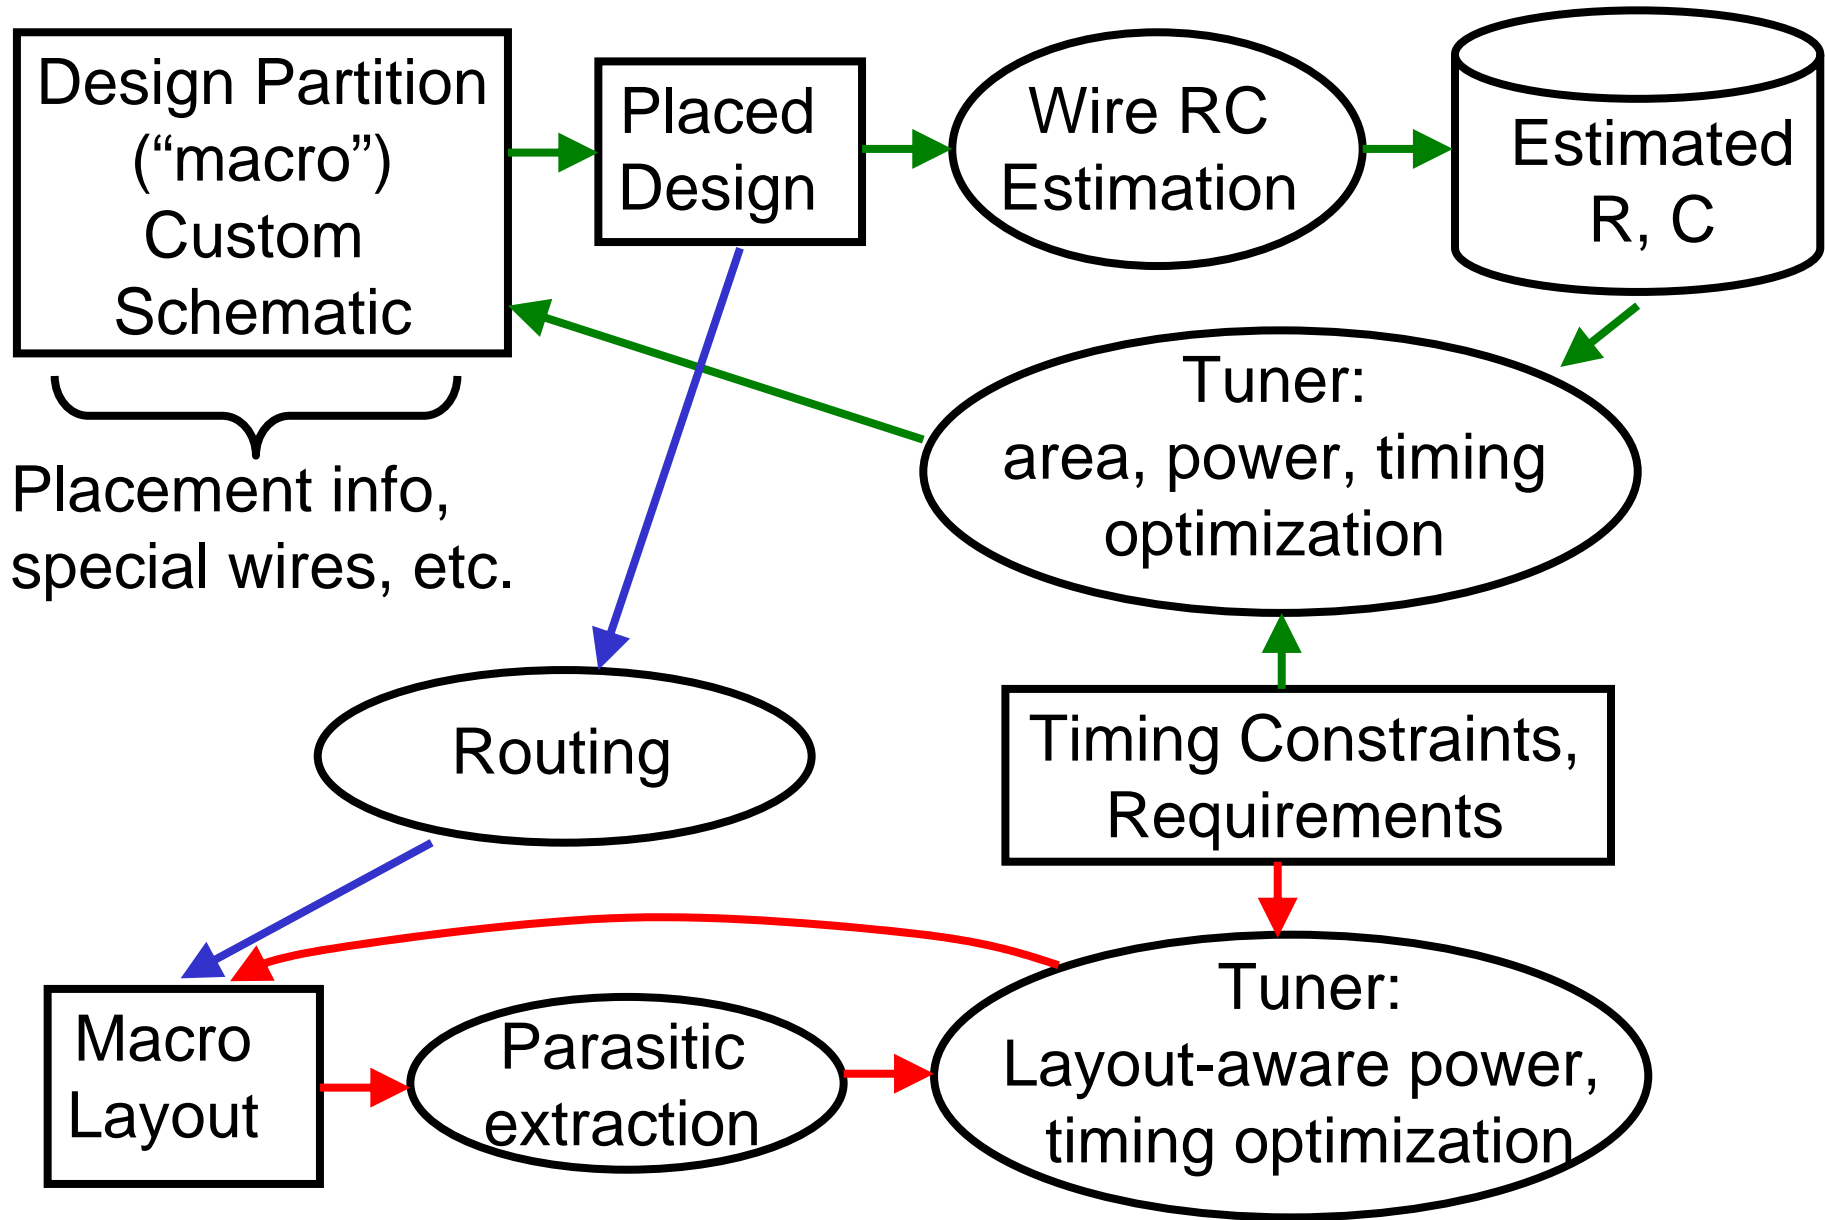 Design Partition
(“macro”)
Custom
Schematic
Placed
Design
Wire RC
Estimation
Estimated
R, C
Placement info,
special wires, etc.
Tuner:
area, power, timing
optimization
Routing
Timing Constraints,
Requirements
Macro
Layout
Parasitic
extraction
Tuner:
Layout-aware power,
timing optimization